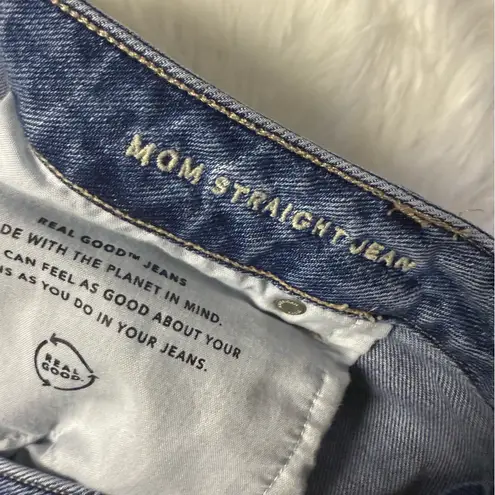 MOM STRAIGHT JEAN
REAL GOOD™ JEANS
DE WITH THE PLANET IN MIND.
CAN FEEL AS GOOD ABOUT YOUR
NS AS YOU DO IN YOUR JEANS.
REAL
GOOD.